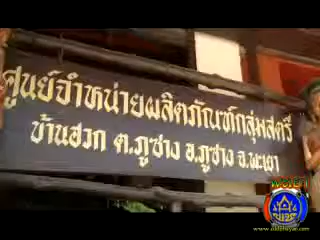 ศูนย์จำหน่ายผลิตภัณฑ์กลุ่มสตรี
บ้านฮวก ต.ภูซาง อ.ภูซาง จ.พะเยา